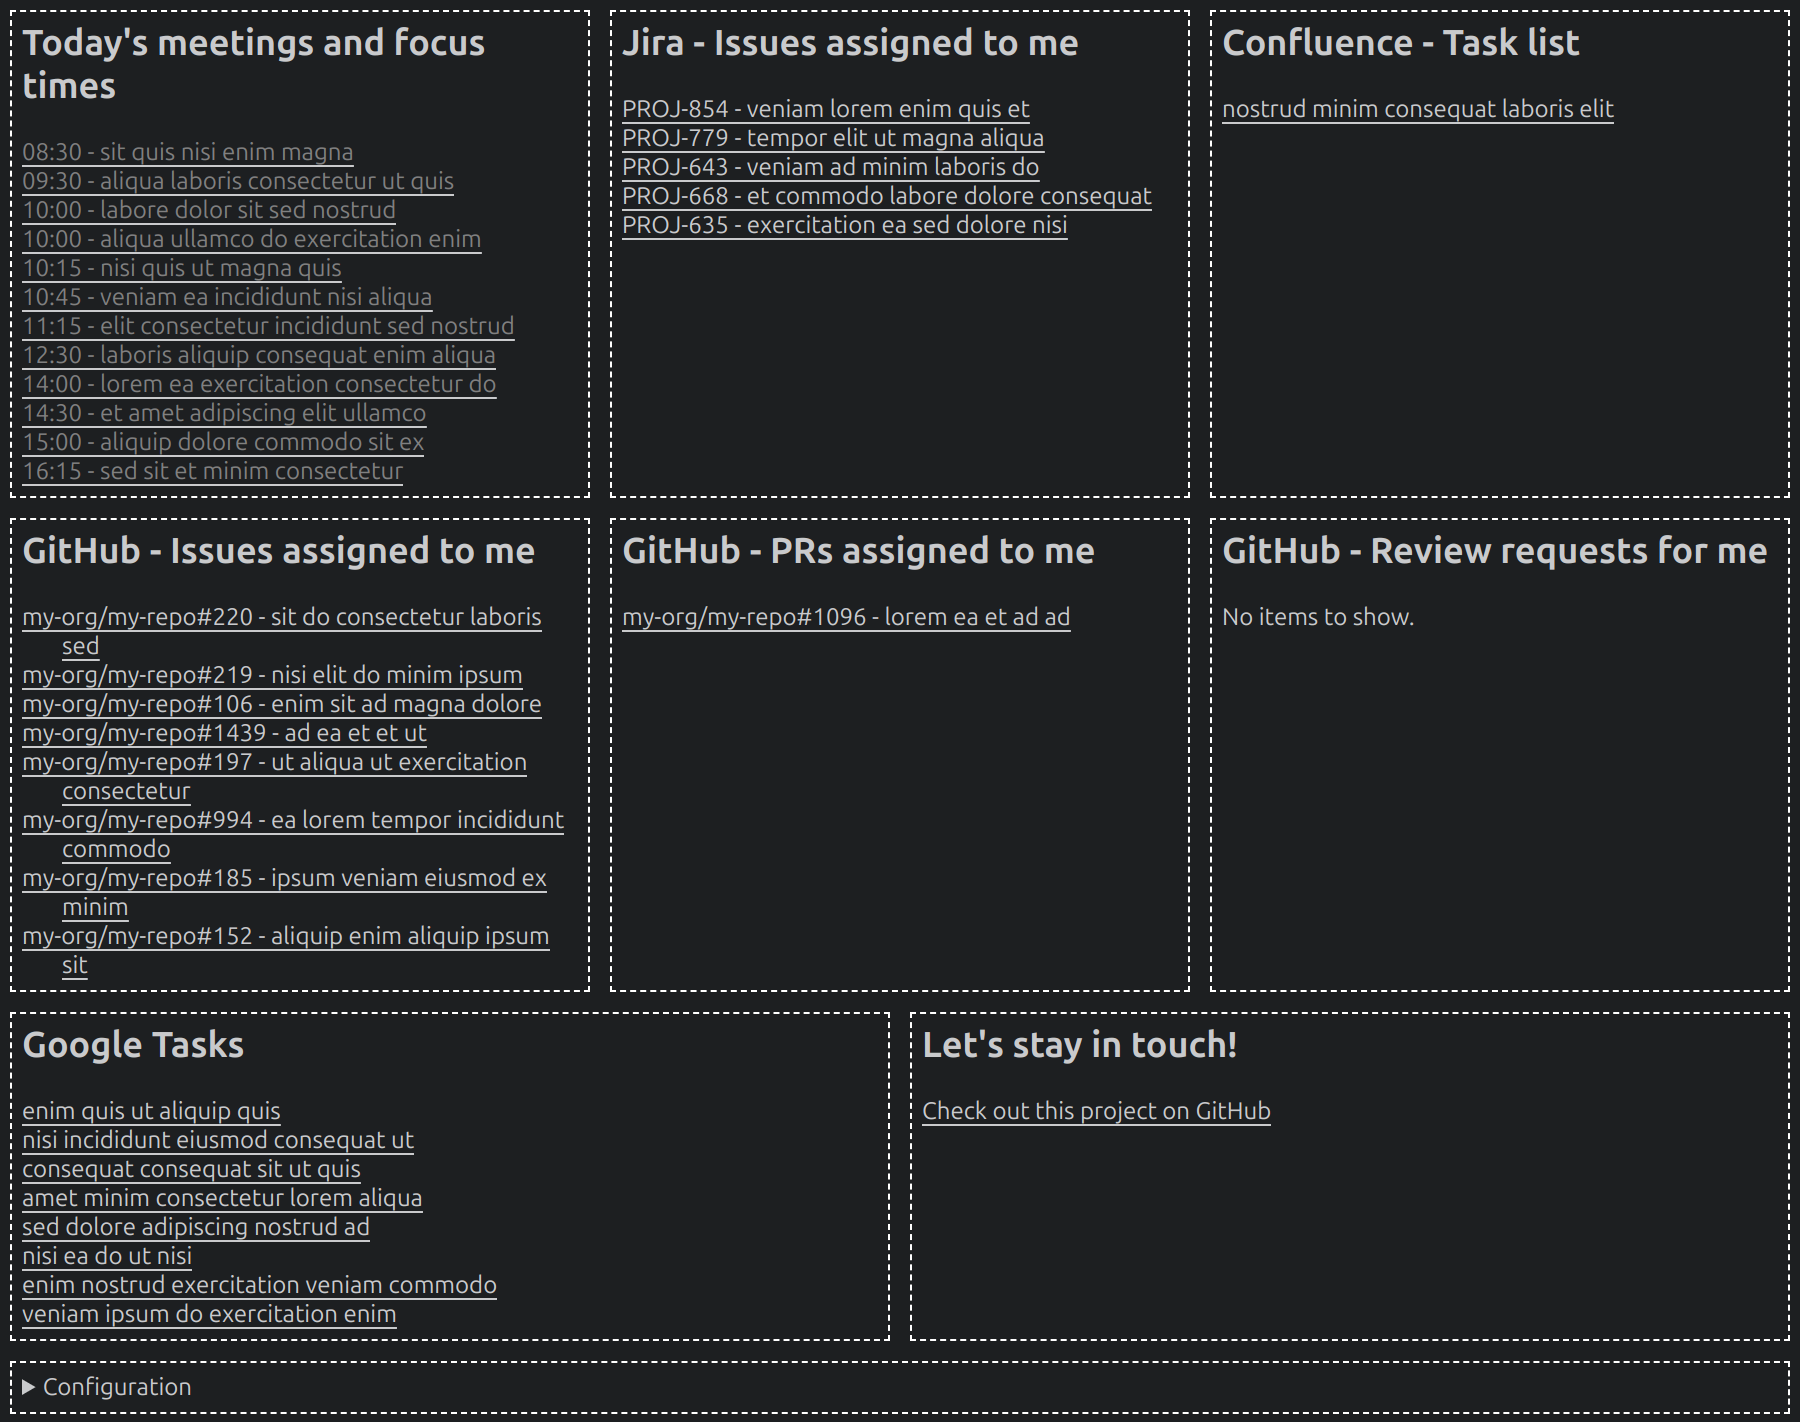 Today's meetings and focus
times
08:30 - sit quis nisi enim magna
09:30 - aliqua laboris consectetur ut quis
10:00 - labore dolor sit sed nostrud
10:00 - aliqua ullamco do exercitation enim
10:15 - nisi quis ut magna quis
10:45 - veniam ea incididunt nisi aliqua
11:15 - elit consectetur incididunt sed nostrud
12:30 - laboris aliquip consequat enim aliqua
14:00 - lorem ea exercitation consectetur do
14:30 - et amet adipiscing elit ullamco
15:00 - aliquip dolore commodo sit ex
16:15 - sed sit et minim consectetur
Jira - Issues assigned to me
PROJ-854 - veniam lorem enim quis et
PROJ-779 - tempor elit ut magna aliqua
PROJ-643 - veniam ad minim laboris do
PROJ-668 - et commodo labore dolore consequat
PROJ-635 - exercitation ea sed dolore nisi
Confluence - Task list
nostrud minim consequat laboris elit
GitHub - Issues assigned to me
my-org/my-repo#220 - sit do consectetur laboris
sed
my-org/my-repo#219 - nisi elit do minim ipsum
my-org/my-repo#106 - enim sit ad magna dolore
my-org/my-repo#1439 - ad ea et et ut
my-org/my-repo#197 - ut aliqua ut exercitation
consectetur
my-org/my-repo#994 - ea lorem tempor incididunt
commodo
my-org/my-repo#185 - ipsum veniam eiusmod ex
minim
my-org/my-repo#152 - aliquip enim aliquip ipsum
sit
GitHub - PRs assigned to me
my-org/my-repo#1096 - lorem ea et ad ad
GitHub - Review requests for me
No items to show.
Google Tasks
enim quis ut aliquip quis
nisi incididunt eiusmod consequat ut
consequat consequat sit ut quis
amet minim consectetur lorem aliqua
sed dolore adipiscing nostrud ad
nisi ea do ut nisi
enim nostrud exercitation veniam commodo
veniam ipsum do exercitation enim
Let's stay in touch!
Check out this project on GitHub
Configuration